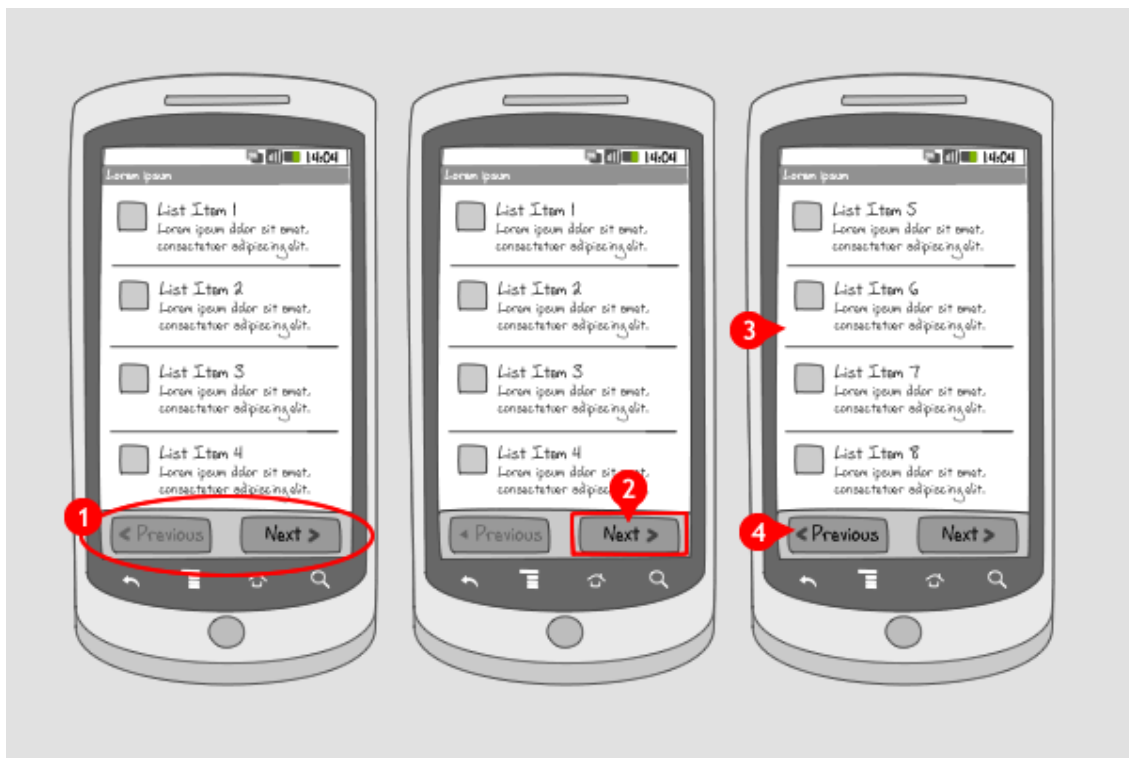 14:04
Lorem ipsum
List Item 1
Lorem ipsum dolor sit amet,
consectetuer adipiscing elit.
List Item 2
Lorem ipsum dolor sit amet,
consectetuer adipiscing elit.
List Item 3
Lorem ipsum dolor sit amet,
consectetuer adipiscing elit.
List Item 4
Lorem ipsum dolor sit amet,
consectetuer adipiscing elit.
1
< Previous
Next >
14:04
Lorem ipsum
List Item 1
Lorem ipsum dolor sit amet,
consectetuer adipiscing elit.
List Item 2
Lorem ipsum dolor sit amet,
consectetuer adipiscing elit.
List Item 3
Lorem ipsum dolor sit amet,
consectetuer adipiscing elit.
List Item 4
Lorem ipsum dolor sit amet,
consectetuer adipiscing
2
< Previous
Next >
14:04
Lorem ipsum
List Item 5
Lorem ipsum dolor sit amet,
consectetuer adipiscing elit.
List Item 6
Lorem ipsum dolor sit amet,
consectetuer adipiscing elit.
3
List Item 7
Lorem ipsum dolor sit amet,
consectetuer adipiscing elit.
List Item 8
Lorem ipsum dolor sit amet,
consectetuer adipiscing elit.
4
< Previous
Next >